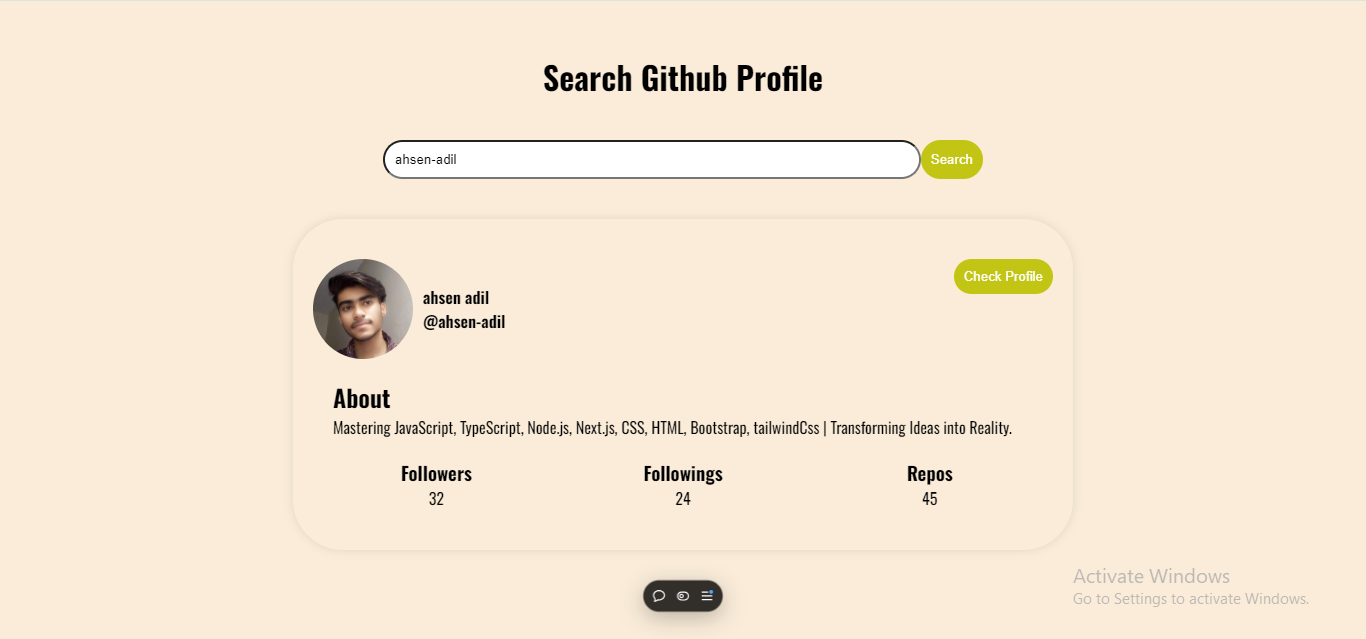 Search Github Profile
ahsen-adil
Search
Check Profile
ahsen adil
@ahsen-adil
About
Mastering JavaScript, TypeScript, Node.js, Next.js, CSS, HTML, Bootstrap, tailwindCss | Transforming Ideas into Reality.
Followers
Followings
Repos
32
24
45
Activate Windows
Go to Settings to activate Windows.